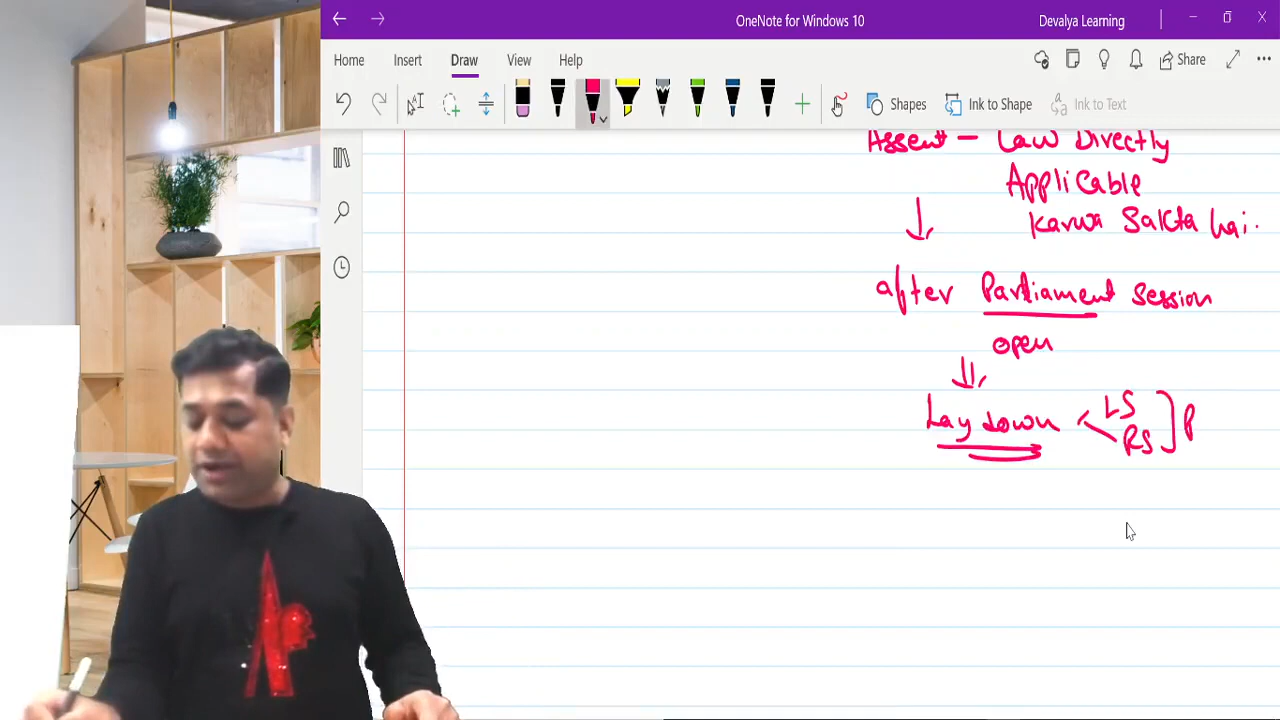 OneNote for Windows 10
Devalya Learning
Home Insert Draw View Help
Share
Shapes
Ink to Shape
Ink to Text
Assent - Law Directly
Applicable
Karwa Sakta hai.
after Parliament session
open
Lay down LS
RS
P